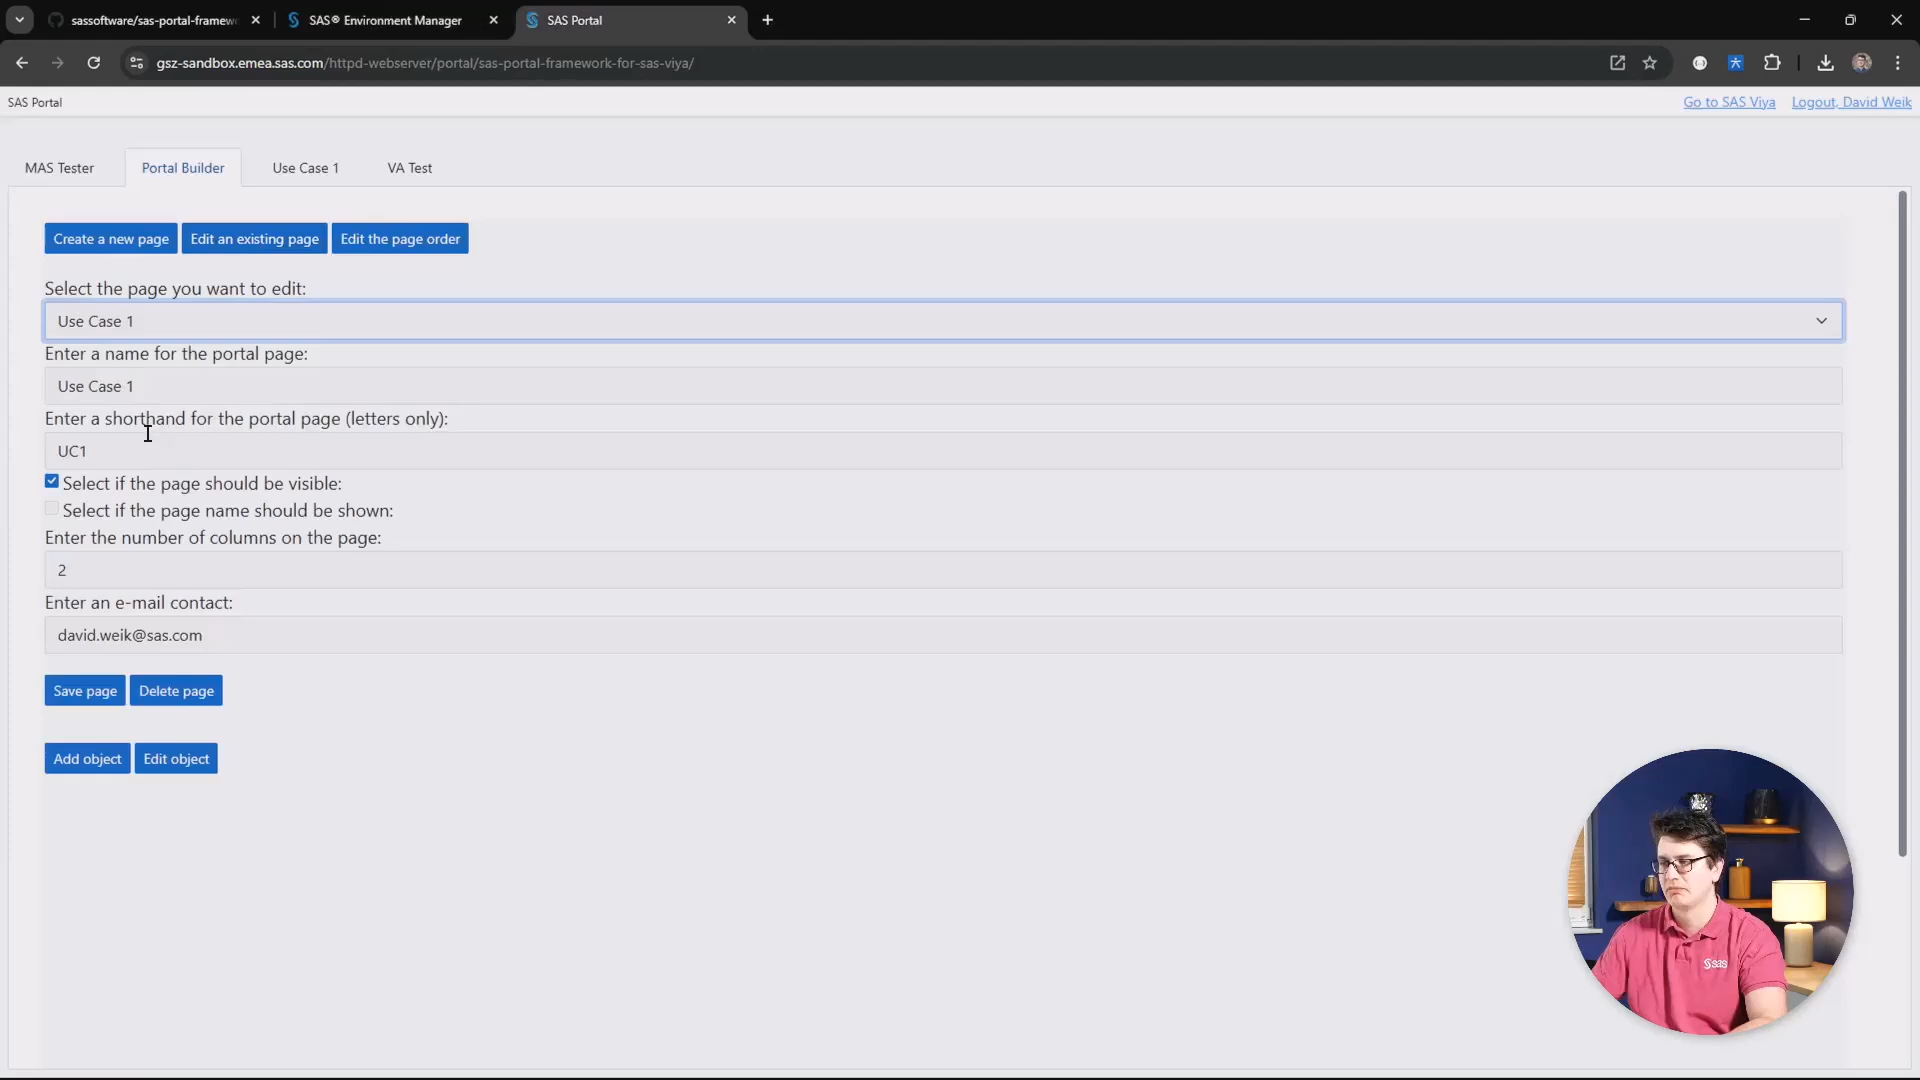 sassoftware/sas-portal-framew
SAS® Environment Manager
SAS Portal
gsz-sandbox.emea.sas.com/httpd-webserver/portal/sas-portal-framework-for-sas-viya/
SAS Portal
Go to SAS Viya
Logout, David Weik
MAS Tester
Portal Builder
Use Case 1
VA Test
Create a new page
Edit an existing page
Edit the page order
Select the page you want to edit:
Use Case 1
Enter a name for the portal page:
Use Case 1
Enter a shorthand for the portal page (letters only):
UC1
Select if the page should be visible:
Select if the page name should be shown:
Enter the number of columns on the page:
2
Enter an e-mail contact:
david.weik@sas.com
Save page
Delete page
Add object
Edit object
sas